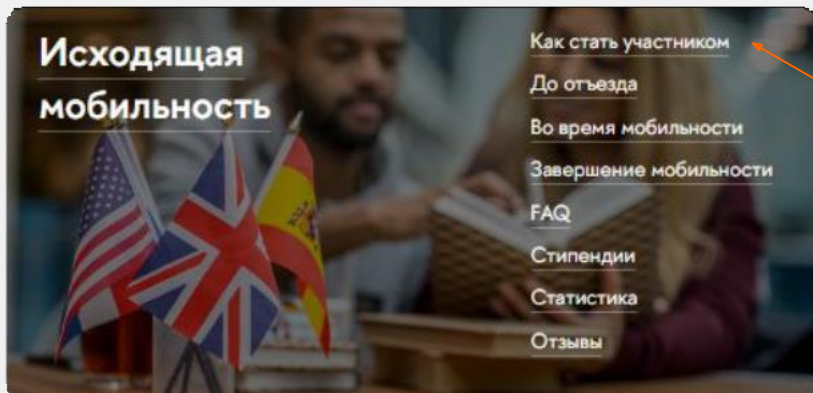 Исходящая
мобильность
Как стать участником
До отъезда
Во время мобильности
Завершение мобильности
FAQ
Стипендии
Статистика
Отзывы